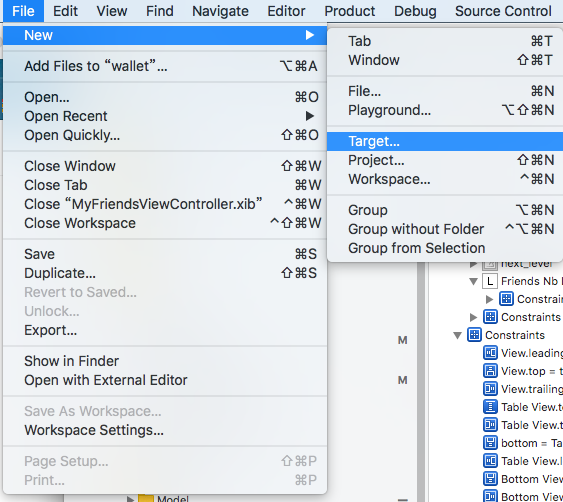 File Edit View Find Navigate Editor Product Debug Source Control
New
Add Files to “wallet”... ⌥⌘A
Open... ⌘O
Open Recent
Open Quickly... ⇧⌘O
Close Window ⇧⌘W
Close Tab ⌘W
Close “MyFriendsViewController.xib” ^⌘W
Close Workspace ^⇧⌘W
Save ⌘S
Duplicate... ⇧⌘S
Revert to Saved...
Unlock...
Export...
Show in Finder
Open with External Editor
Save As Workspace...
Workspace Settings...
Page Setup... ⇧⌘P
Print... ⌘P
Tab ⌘T
Window ⇧⌘T
File... ⌘N
Playground... ⌥⇧⌘N
Target...
Project... ⇧⌘N
Workspace... ^⌘N
Group ⌥⌘N
Group without Folder ^⌥⌘N
Group from Selection
next_level
L Friends Nb
Constrain
Constraints
Constraints
View.leading
View.top = t
View.trailing
Table View.t
Table View.t
bottom = Ta
Table View.l
Bottom View
Bottom View
M
M
Model